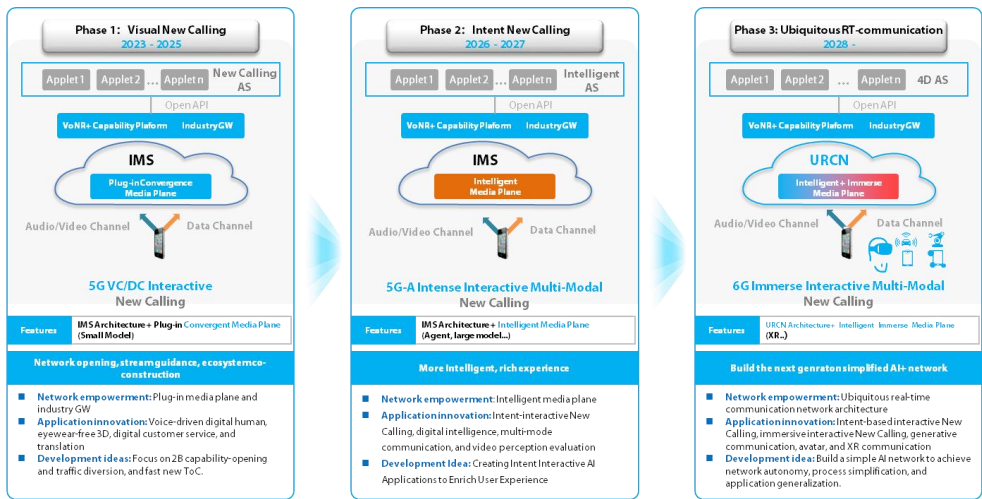 Phase 1: Visual New Calling
2023 - 2025
Applet 1
Applet 2
...
Applet n
New Calling
AS
Open API
VoNR+ Capability Plaform
IndustryGW
IMS
Plug-in Convergence
Media Plane
Audio/Video Channel
Data Channel
5G VC/DC Interactive
New Calling
Features
IMS Architecture + Plug-in Convergent Media Plane
(Small Model)
Network opening, stream guidance, ecosystemco-
construction
Network empowerment: Plug-in media plane and
industry GW
Application innovation: Voice-driven digital human,
eyewear-free 3D, digital customer service, and
translation
Development ideas: Focus on 2B capability-opening
and traffic diversion, and fast new ToC.
Phase 2: Intent New Calling
2026 - 2027
Applet 1
Applet 2
...
Applet n
Intelligent
AS
Open API
VoNR+ Capability Plaform
IndustryGW
IMS
Intelligent
Media Plane
Audio/Video Channel
Data Channel
5G-A Intense Interactive Multi-Modal
New Calling
Features
IMS Architecture + Intelligent Media Plane
(Agent, large model...)
More Intelligent, rich experience
Network empowerment: Intelligent media plane
Application innovation: Intent-interactive New
Calling, digital intelligence, multi-mode
communication, and video perception evaluation
Development Idea: Creating Intent Interactive AI
Applications to Enrich User Experience
Phase 3: Ubiquitous RT-communication
2028 -
Applet 1
Applet 2
...
Applet n
4D AS
Open API
VoNR+ Capability Plaform
IndustryGW
URCN
Intelligent + Immerse
Media Plane
Audio/Video Channel
Data Channel
6G Immerse Interactive Multi-Modal
New Calling
Features
URCN Architecture+ Intelligent Immerse Media Plane
(XR..)
Build the next genraton simplified AI+ network
Network empowerment: Ubiquitous real-time
communication network architecture
Application innovation: Intent-based interactive New
Calling, immersive interactive New Calling, generative
communication, avatar, and XR communication
Development idea: Build a simple AI network to achieve
network autonomy, process simplification, and
application generalization.